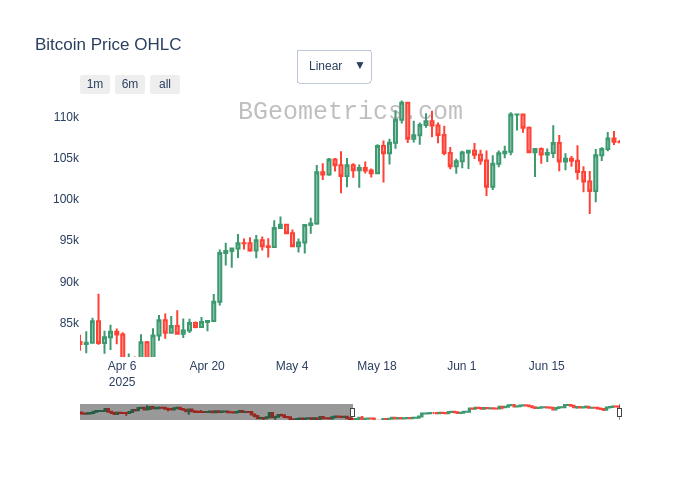 Bitcoin Price OHLC
Linear ▼
1m 6m all
BGeometrics.com
110k
105k
100k
95k
90k
85k
Apr 6 Apr 20 May 4 May 18 Jun 1 Jun 15
2025